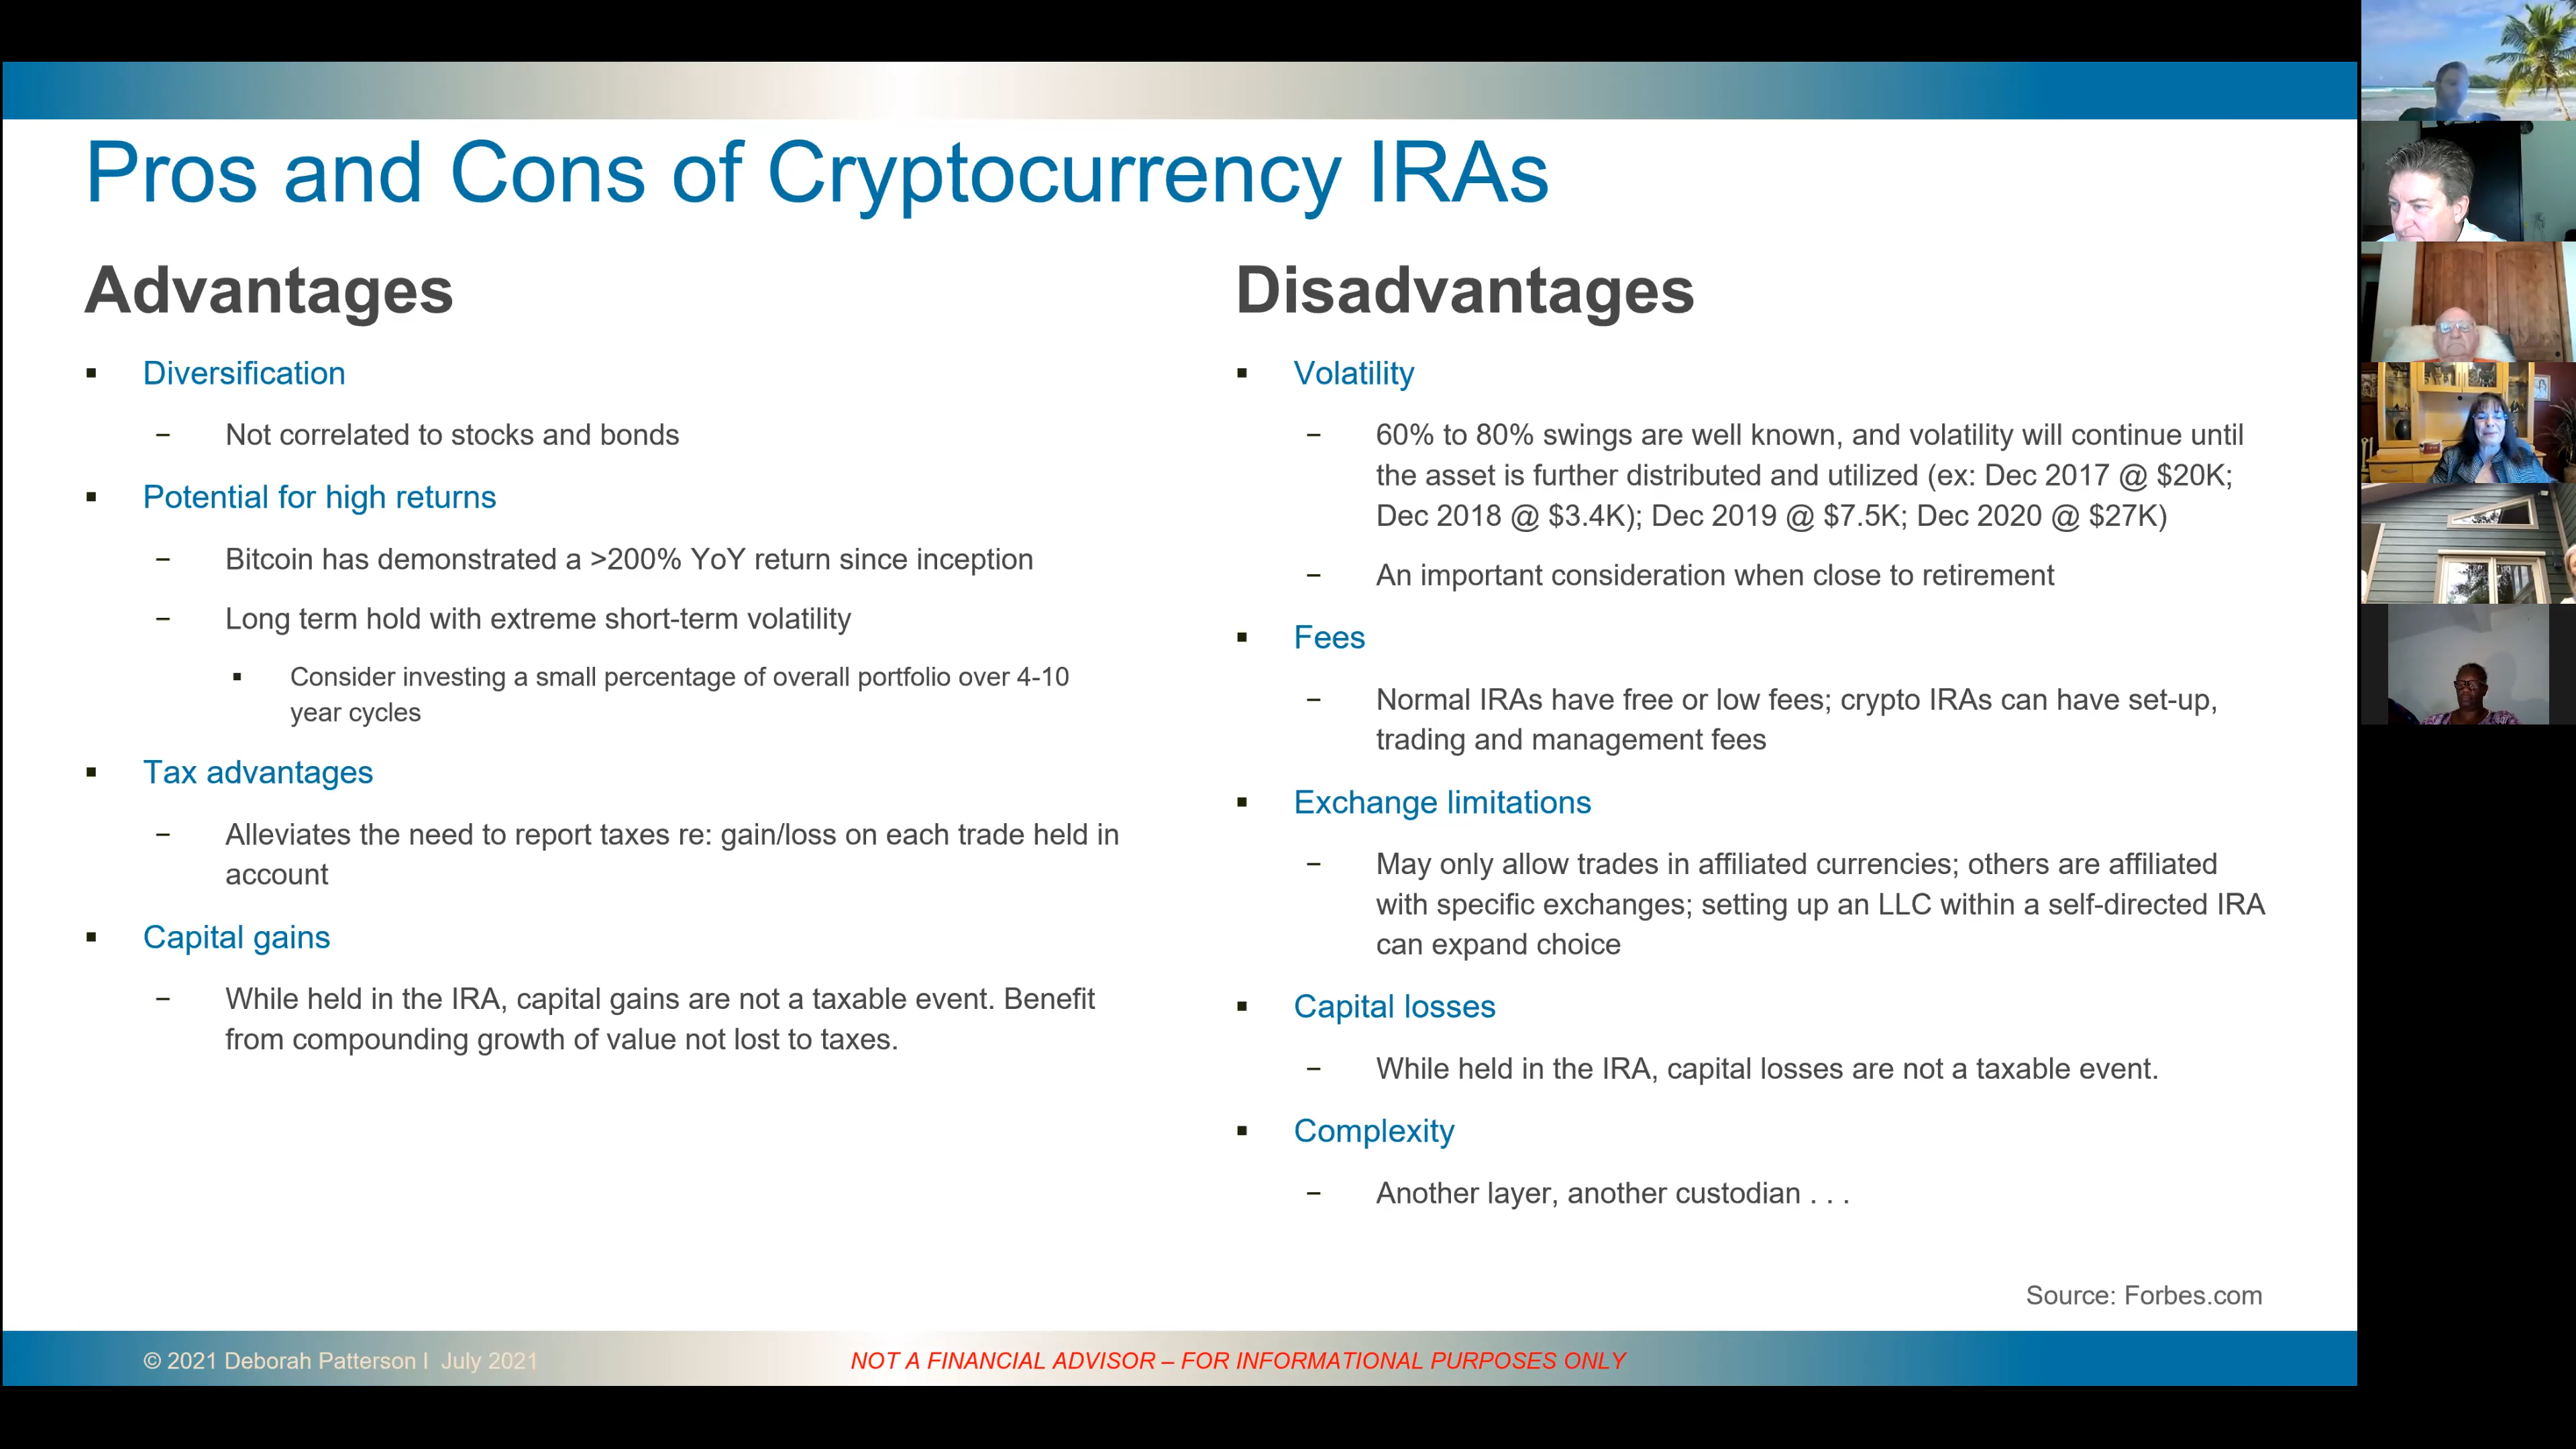 Pros and Cons of Cryptocurrency IRAs
Advantages
▪ Diversification
– Not correlated to stocks and bonds
▪ Potential for high returns
– Bitcoin has demonstrated a >200% YoY return since inception
– Long term hold with extreme short-term volatility
▪ Consider investing a small percentage of overall portfolio over 4-10
year cycles
▪ Tax advantages
– Alleviates the need to report taxes re: gain/loss on each trade held in
account
▪ Capital gains
– While held in the IRA, capital gains are not a taxable event. Benefit
from compounding growth of value not lost to taxes.
Disadvantages
▪ Volatility
– 60% to 80% swings are well known, and volatility will continue until
the asset is further distributed and utilized (ex: Dec 2017 @ $20K;
Dec 2018 @ $3.4K); Dec 2019 @ $7.5K; Dec 2020 @ $27K)
– An important consideration when close to retirement
▪ Fees
– Normal IRAs have free or low fees; crypto IRAs can have set-up,
trading and management fees
▪ Exchange limitations
– May only allow trades in affiliated currencies; others are affiliated
with specific exchanges; setting up an LLC within a self-directed IRA
can expand choice
▪ Capital losses
– While held in the IRA, capital losses are not a taxable event.
▪ Complexity
– Another layer, another custodian . . .
Source: Forbes.com
© 2021 Deborah Patterson I July 2021
NOT A FINANCIAL ADVISOR – FOR INFORMATIONAL PURPOSES ONLY